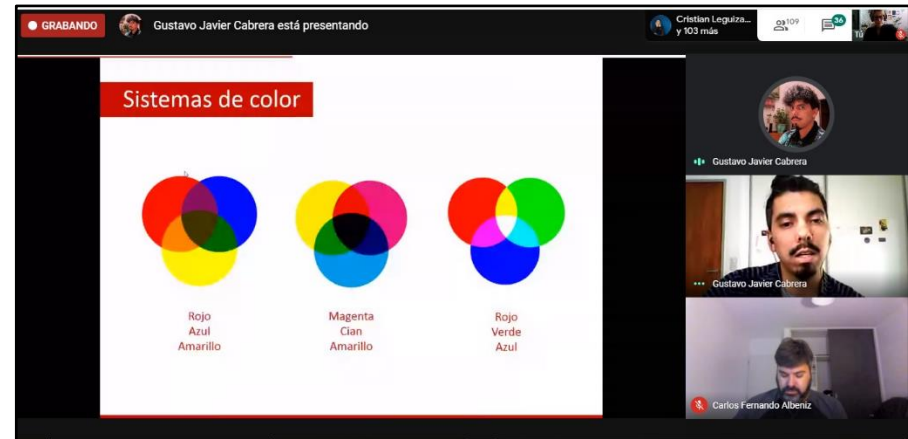 GRABANDO
Gustavo Javier Cabrera está presentando
Cristian Leguiza...
y 103 más
109
36
Tú
Sistemas de color
Rojo
Azul
Amarillo
Magenta
Cian
Amarillo
Rojo
Verde
Azul
Gustavo Javier Cabrera
Gustavo Javier Cabrera
Carlos Fernando Albeniz